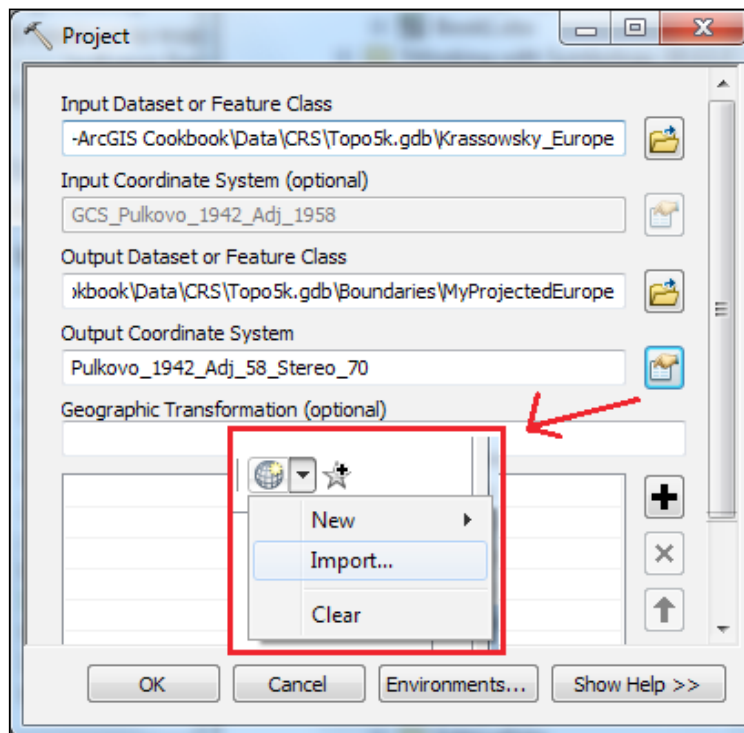 Project
Input Dataset or Feature Class
-ArcGIS Cookbook\Data\CRS\Topo5k.gdb\Krassowsky_Europe
Input Coordinate System (optional)
GCS_Pulkovo_1942_Adj_1958
Output Dataset or Feature Class
okbook\Data\CRS\Topo5k.gdb\Boundaries\MyProjectedEurope
Output Coordinate System
Pulkovo_1942_Adj_58_Stereo_70
Geographic Transformation (optional)
New
Import...
Clear
OK Cancel Environments... Show Help >>